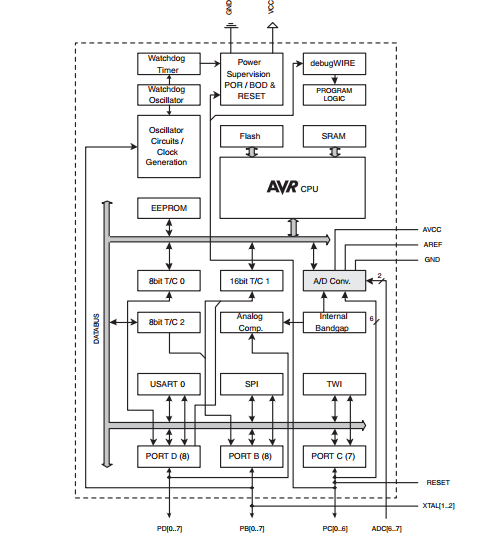 GND
VCC
Watchdog
Timer
Power
Supervision
POR / BOD &
RESET
debugWIRE
PROGRAM
LOGIC
Watchdog
Oscillator
Oscillator
Circuits /
Clock
Generation
Flash
SRAM
AVR CPU
EEPROM
AVCC
AREF
GND
8bit T/C 0
16bit T/C 1
A/D Conv.
2
8bit T/C 2
Analog
Comp.
Internal
Bandgap
6
DATABUS
USART 0
SPI
TWI
PORT D (8)
PORT B (8)
PORT C (7)
RESET
XTAL[1..2]
PD[0..7]
PB[0..7]
PC[0..6]
ADC[6..7]